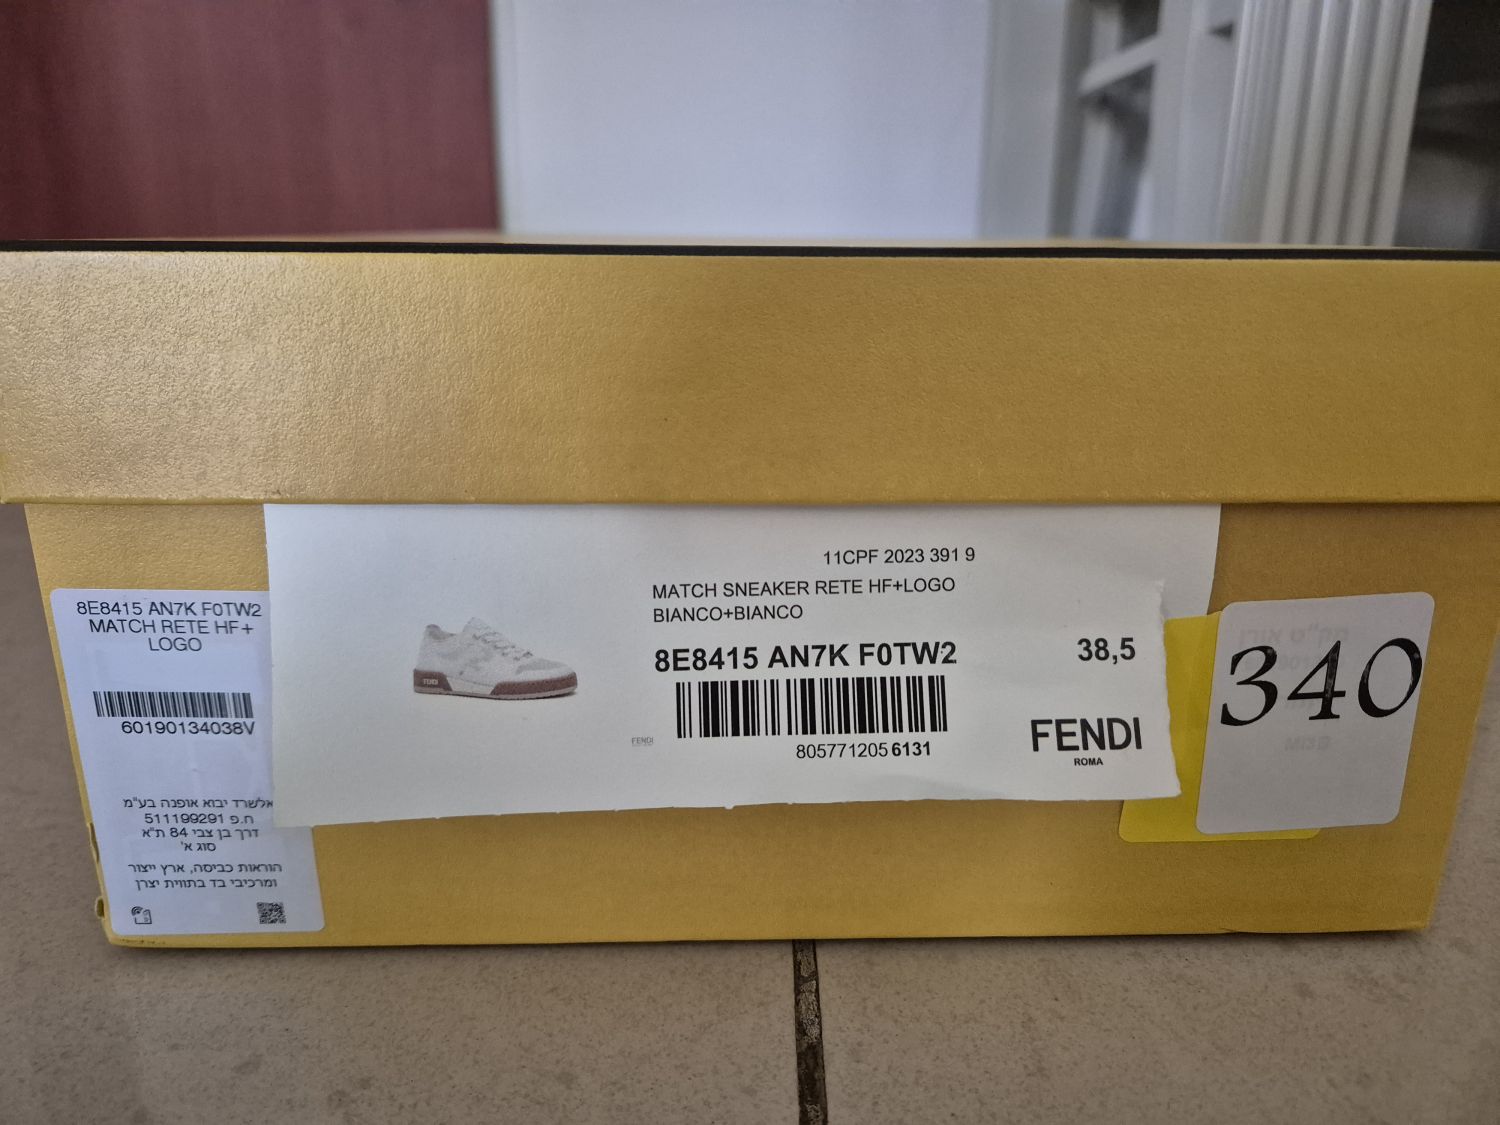 8E8415 AN7K F0TW2
MATCH RETE HF+
LOGO
60190134038V
אלשרד יבוא אופנה בע"מ
ח.פ 511199291
דרך בן צבי 84 ת"א
סוג א'
הוראות כביסה, ארץ ייצור
ומרכיבי בד בתווית יצרן
11CPF 2023 391 9
MATCH SNEAKER RETE HF+LOGO
BIANCO+BIANCO
8E8415 AN7K F0TW2
38,5
805771205 6131
FENDI
FENDI
FENDI
ROMA
340